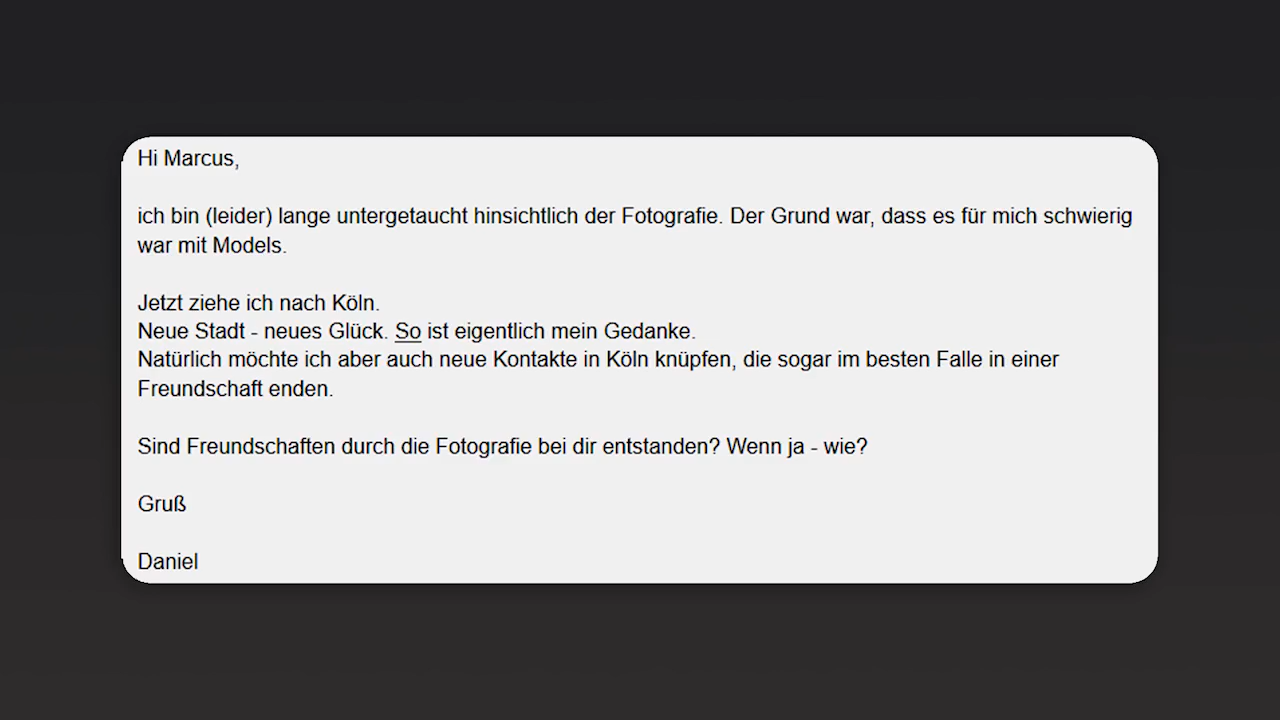 Hi Marcus,
ich bin (leider) lange untergetaucht hinsichtlich der Fotografie. Der Grund war, dass es für mich schwierig
war mit Models.
Jetzt ziehe ich nach Köln.
Neue Stadt - neues Glück. So ist eigentlich mein Gedanke.
Natürlich möchte ich aber auch neue Kontakte in Köln knüpfen, die sogar im besten Falle in einer
Freundschaft enden.
Sind Freundschaften durch die Fotografie bei dir entstanden? Wenn ja - wie?
Gruß
Daniel